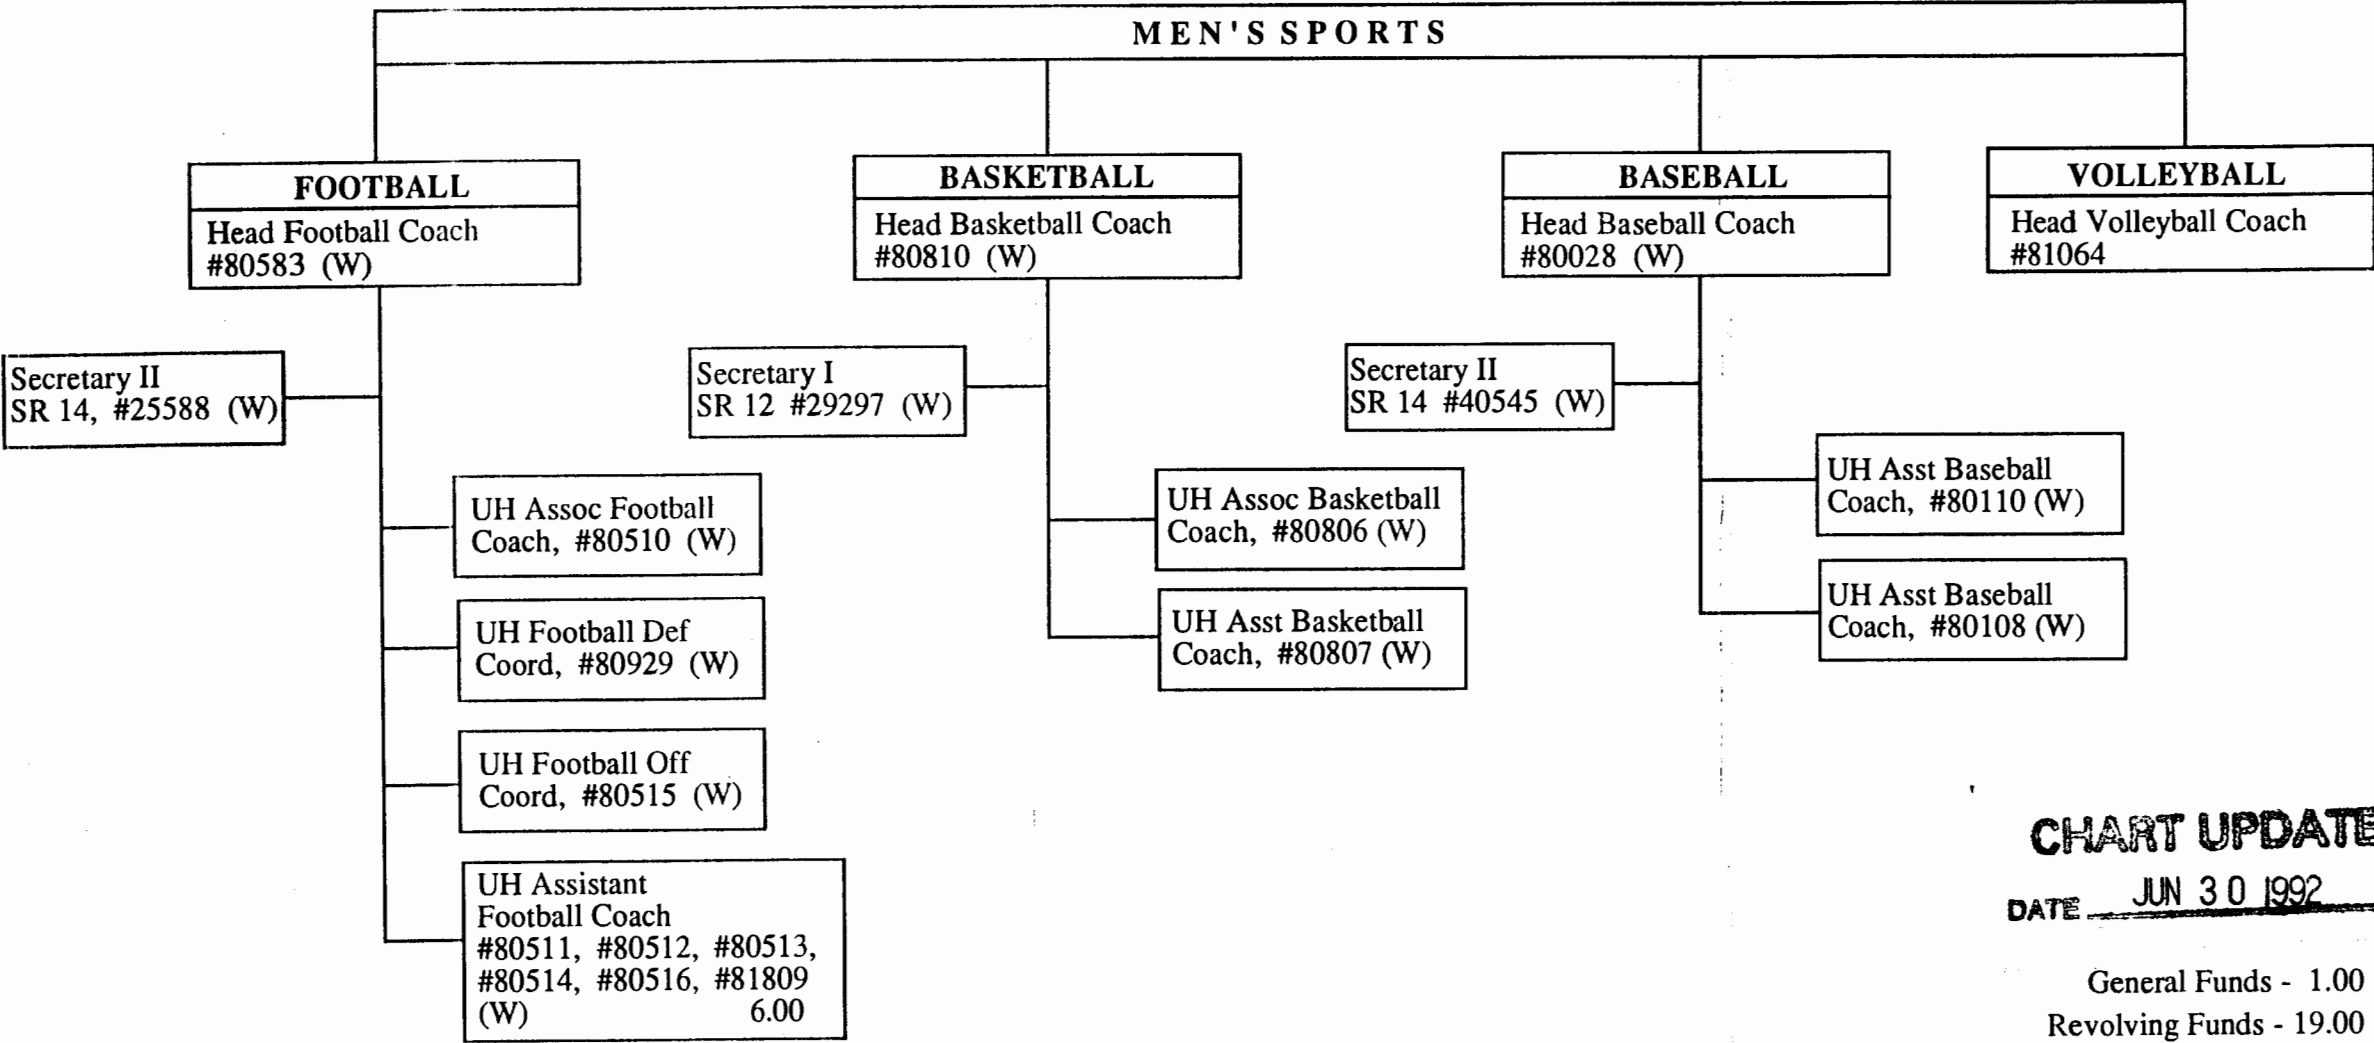 MEN'S SPORTS
FOOTBALL
Head Football Coach
#80583 (W)
BASKETBALL
Head Basketball Coach
#80810 (W)
BASEBALL
Head Baseball Coach
#80028 (W)
VOLLEYBALL
Head Volleyball Coach
#81064
Secretary II
SR 14, #25588 (W)
Secretary I
SR 12 #29297 (W)
Secretary II
SR 14 #40545 (W)
UH Assoc Football
Coach, #80510 (W)
UH Football Def
Coord, #80929 (W)
UH Football Off
Coord, #80515 (W)
UH Assistant
Football Coach
#80511, #80512, #80513,
#80514, #80516, #81809
(W) 6.00
UH Assoc Basketball
Coach, #80806 (W)
UH Asst Basketball
Coach, #80807 (W)
UH Asst Baseball
Coach, #80110 (W)
UH Asst Baseball
Coach, #80108 (W)
CHART UPDATE
DATE JUN 30 1992
General Funds - 1.00
Revolving Funds - 19.00